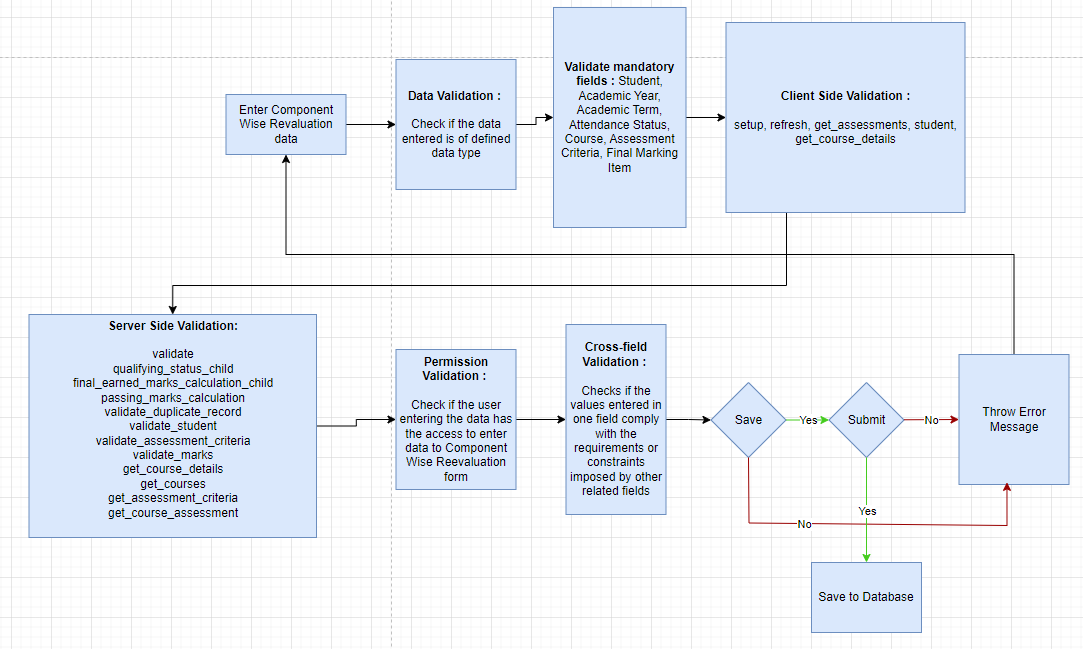 Enter Component
Wise Revaluation
data
Data Validation :
Check if the data
entered is of defined
data type
Validate mandatory
fields : Student,
Academic Year,
Academic Term,
Attendance Status,
Course, Assessment
Criteria, Final Marking
Item
Client Side Validation :
setup, refresh, get_assessments, student,
get_course_details
Server Side Validation:
validate
qualifying_status_child
final_earned_marks_calculation_child
passing_marks_calculation
validate_duplicate_record
validate_student
validate_assessment_criteria
validate_marks
get_course_details
get_courses
get_assessment_criteria
get_course_assessment
Permission
Validation :
Check if the user
entering the data has
the access to enter
data to Component
Wise Reevaluation
form
Cross-field
Validation :
Checks if the
values entered in
one field comply
with the
requirements or
constraints
imposed by other
related fields
Save
Yes
Submit
No
Throw Error
Message
No
Yes
Save to Database